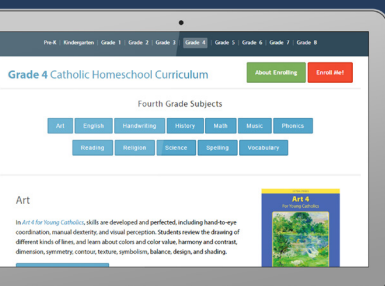 Pre-K | Kindergarten | Grade 1 | Grade 2 | Grade 3 | Grade 4 | Grade 5 | Grade 6 | Grade 7 | Grade 8
Grade 4 Catholic Homeschool Curriculum
About Enrolling
Enroll Me!
Fourth Grade Subjects
Art English Handwriting History Math Music Phonics
Reading Religion Science Spelling Vocabulary
Art
In Art 4 for Young Catholics, skills are developed and perfected, including hand-to-eye
coordination, manual dexterity, and visual perception. Students review the drawing of
different kinds of lines, and learn about colors and color value, harmony and contrast,
dimension, symmetry, contour, texture, symbolism, balance, design, and shading.
Art 4
for Young Catholics